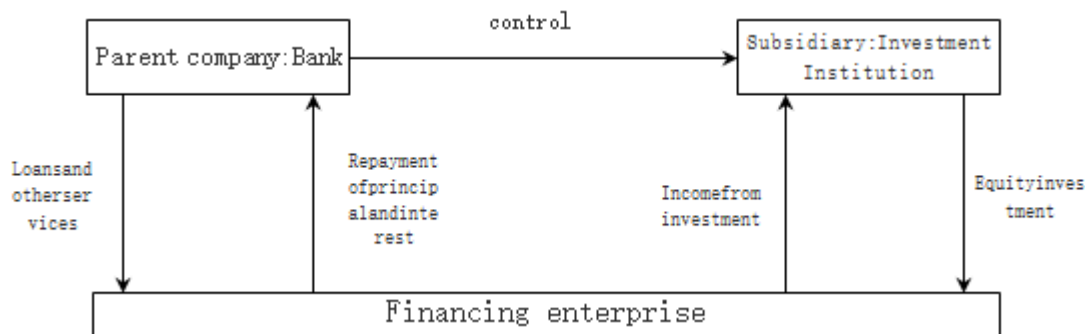 control
Parent company:Bank
Subsidiary:Investment
Institution
Loansand
otherser
vices
Repayment
ofprincip
alandinte
rest
Incomefrom
investment
Equityinves
tment
Financing enterprise